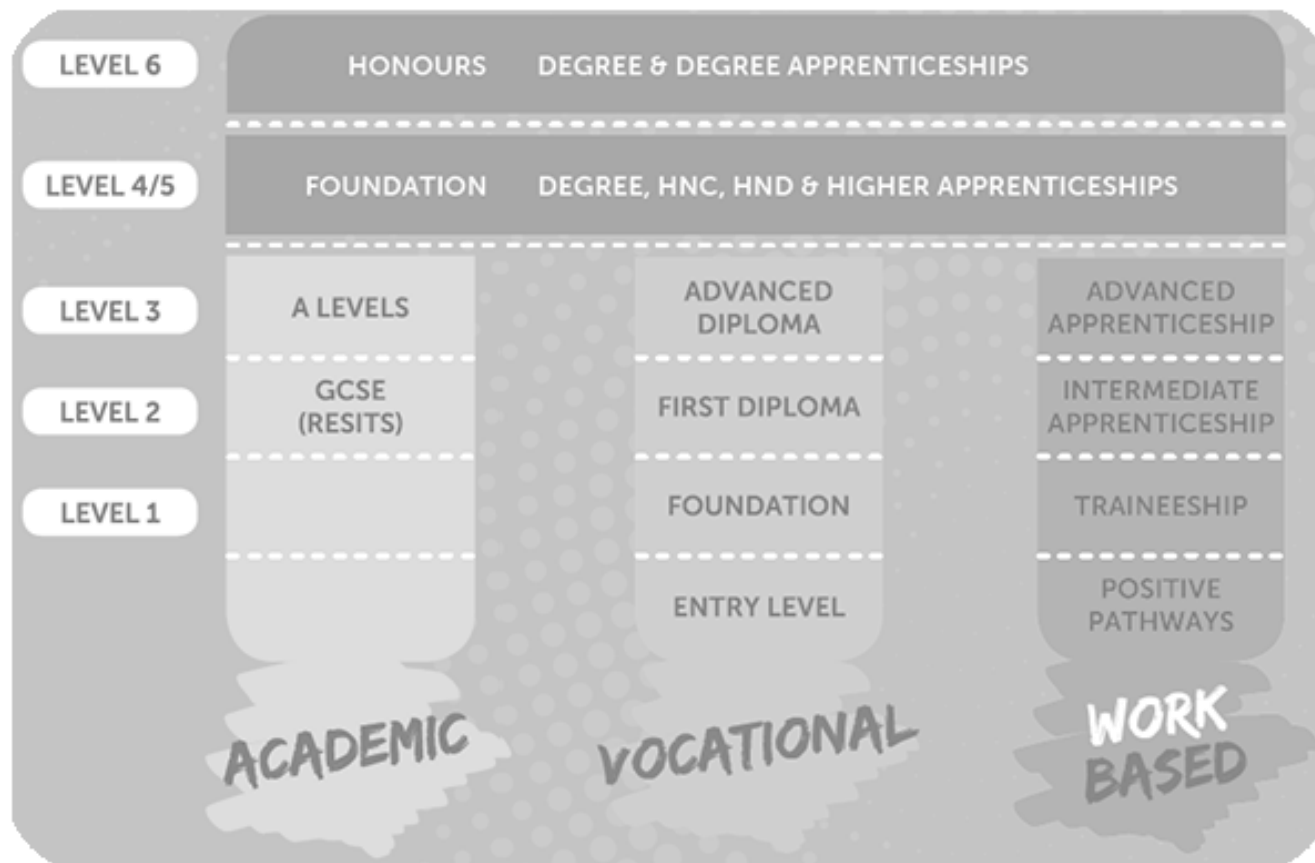 LEVEL 6
HONOURS DEGREE & DEGREE APPRENTICESHIPS
LEVEL 4/5
FOUNDATION DEGREE, HNC, HND & HIGHER APPRENTICESHIPS
LEVEL 3
A LEVELS
ADVANCED
DIPLOMA
ADVANCED
APPRENTICESHIP
LEVEL 2
GCSE
(RESITS)
FIRST DIPLOMA
INTERMEDIATE
APPRENTICESHIP
LEVEL 1
FOUNDATION
TRAINEESHIP
ENTRY LEVEL
POSITIVE
PATHWAYS
ACADEMIC
VOCATIONAL
WORK
BASED